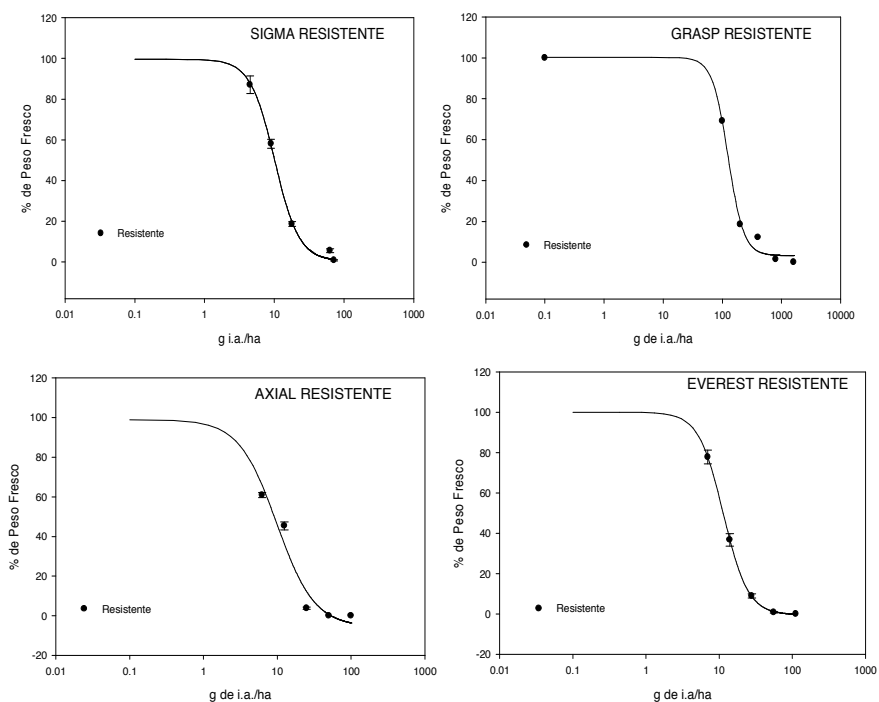 SIGMA RESISTENTE
120
100
80
60
40
20
0
% de Peso Fresco
Resistente
0.01 0.1 1 10 100 1000
g i.a./ha
GRASP RESISTENTE
120
100
80
60
40
20
0
% de Peso Fresco
Resistente
0.01 0.1 1 10 100 1000 10000
g de i.a./ha
AXIAL RESISTENTE
120
100
80
60
40
20
0
-20
% de Peso Fresco
Resistente
0.01 0.1 1 10 100 1000
g de i.a./ha
EVEREST RESISTENTE
120
100
80
60
40
20
0
-20
% de Peso Fresco
Resistente
0.01 0.1 1 10 100 1000
g de i.a/ha